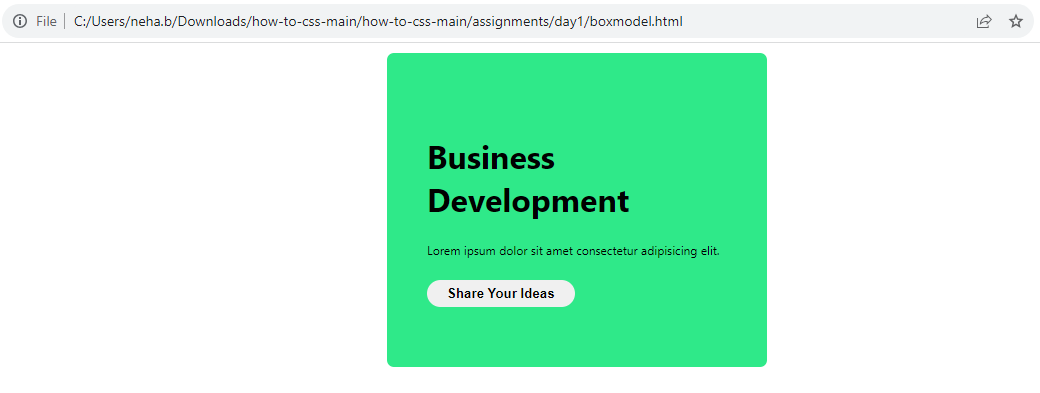 File C:/Users/neha.b/Downloads/how-to-css-main/how-to-css-main/assignments/day1/boxmodel.html
Business
Development
Lorem ipsum dolor sit amet consectetur adipisicing elit.
Share Your Ideas